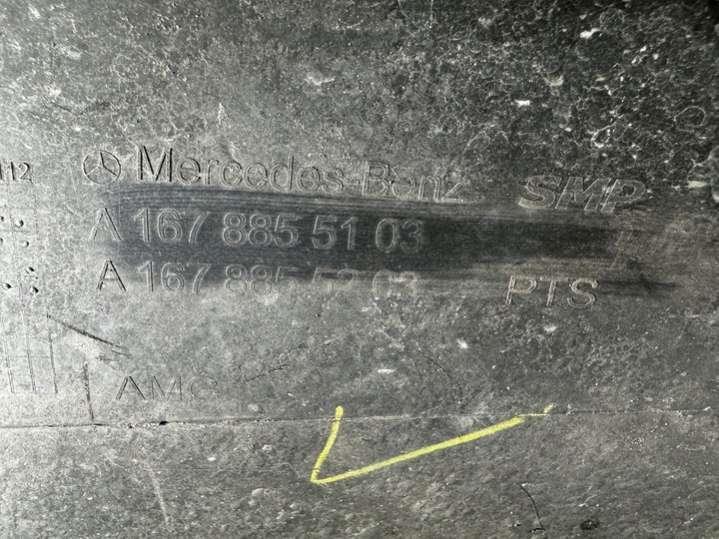 Mercedes-Benz SMP
A 167 885 51 03
A 167 885 52 03 PTS
AMG